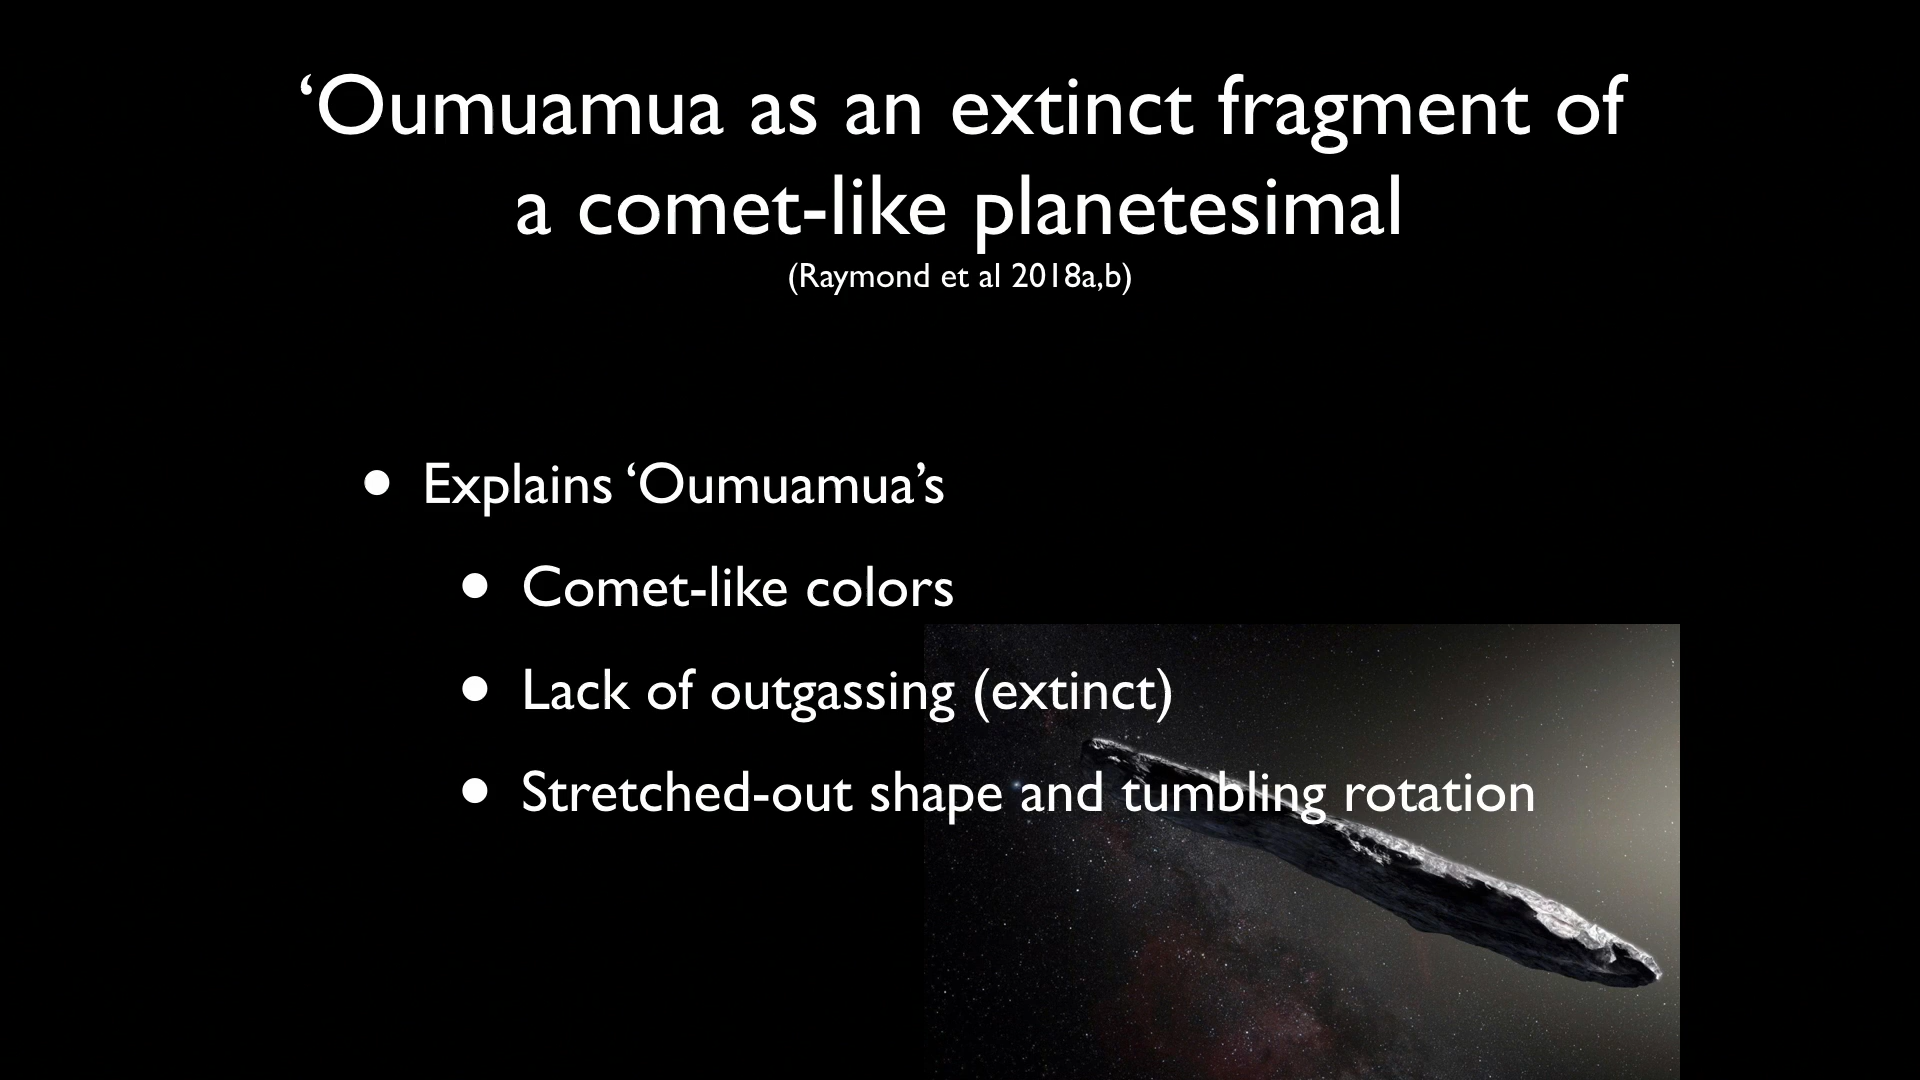 ‘Oumuamua as an extinct fragment of
a comet-like planetesimal
(Raymond et al 2018a,b)
• Explains ‘Oumuamua’s
• Comet-like colors
• Lack of outgassing (extinct)
• Stretched-out shape and tumbling rotation